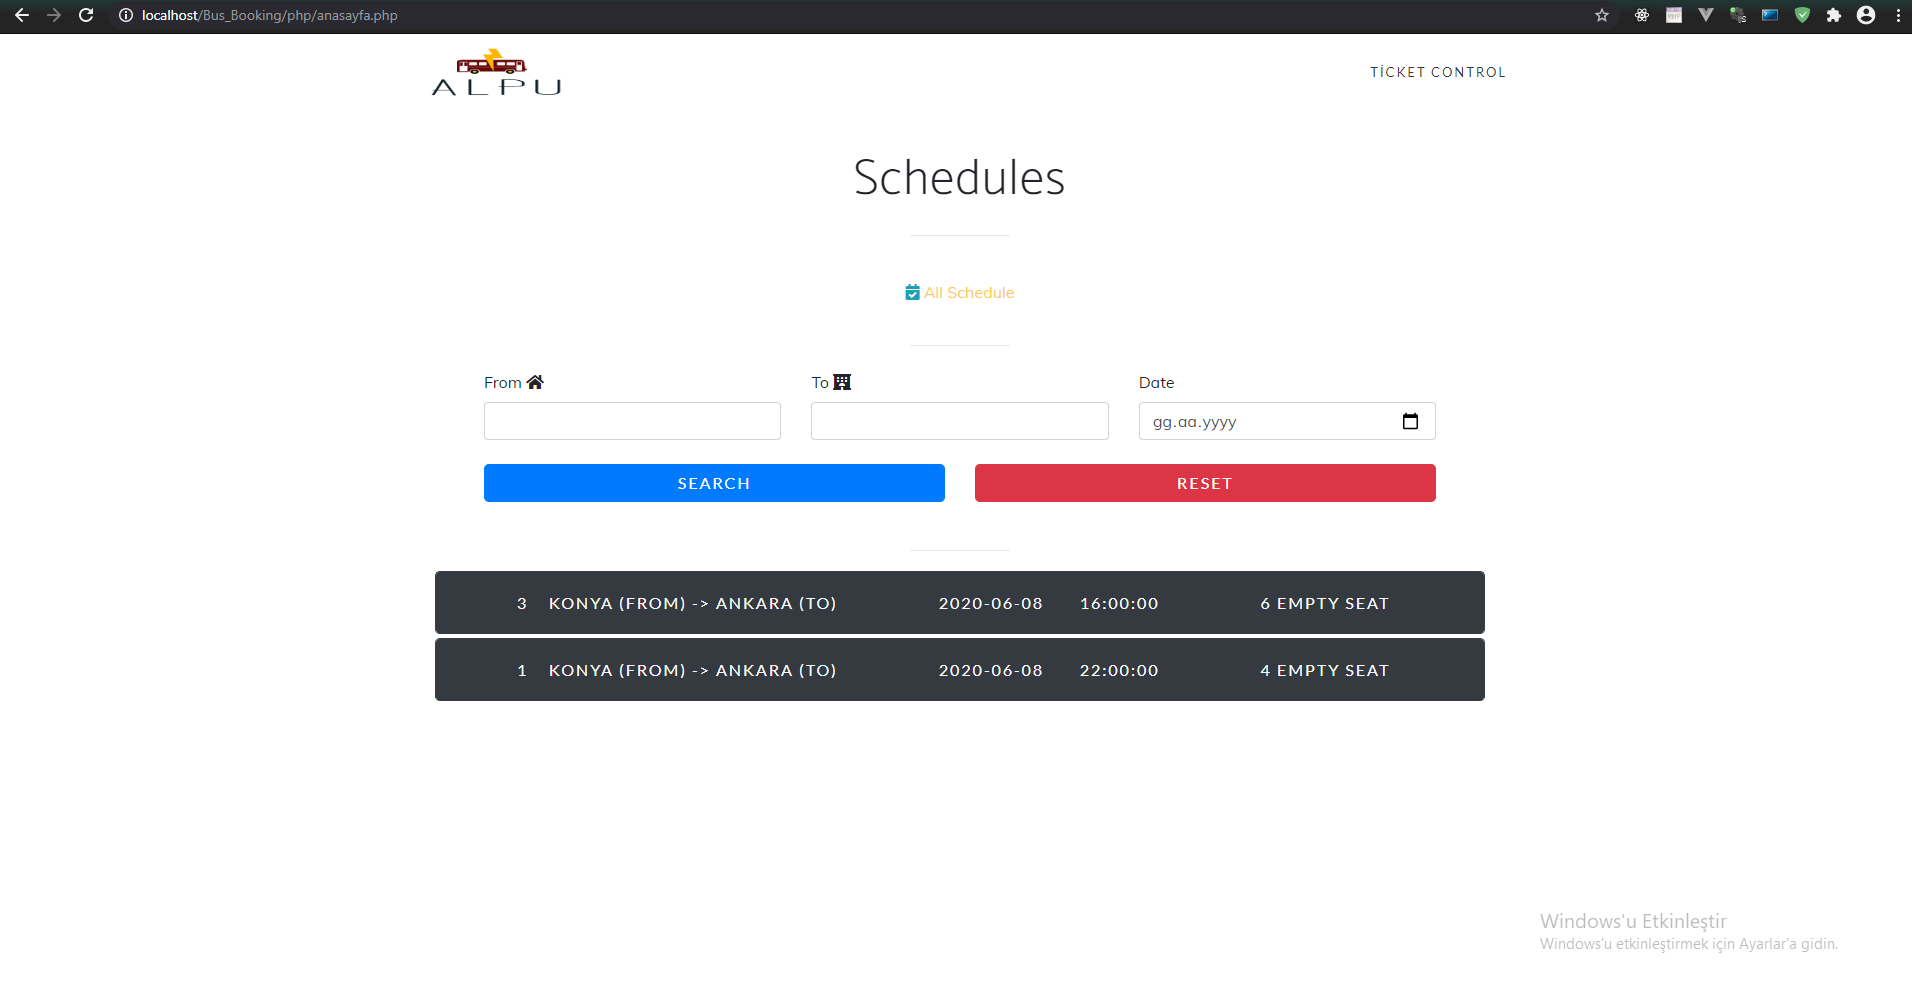 localhost/Bus_Booking/php/anasayfa.php
ALPU
TİCKET CONTROL
Schedules
All Schedule
From
To
Date
gg.aa.yyyy
SEARCH
RESET
3 KONYA (FROM) -> ANKARA (TO) 2020-06-08 16:00:00 6 EMPTY SEAT
1 KONYA (FROM) -> ANKARA (TO) 2020-06-08 22:00:00 4 EMPTY SEAT
Windows'u Etkinleştir
Windows'u etkinleştirmek için Ayarlar'a gidin.